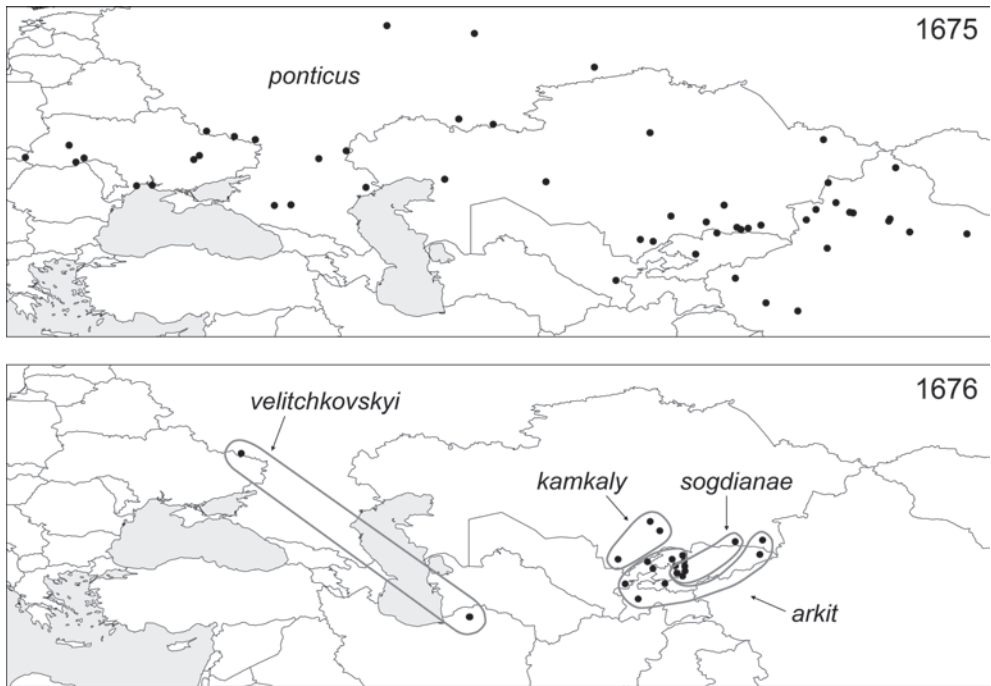 1675
ponticus
1676
velitchkovskyi
kamkaly
sogdianae
arkit